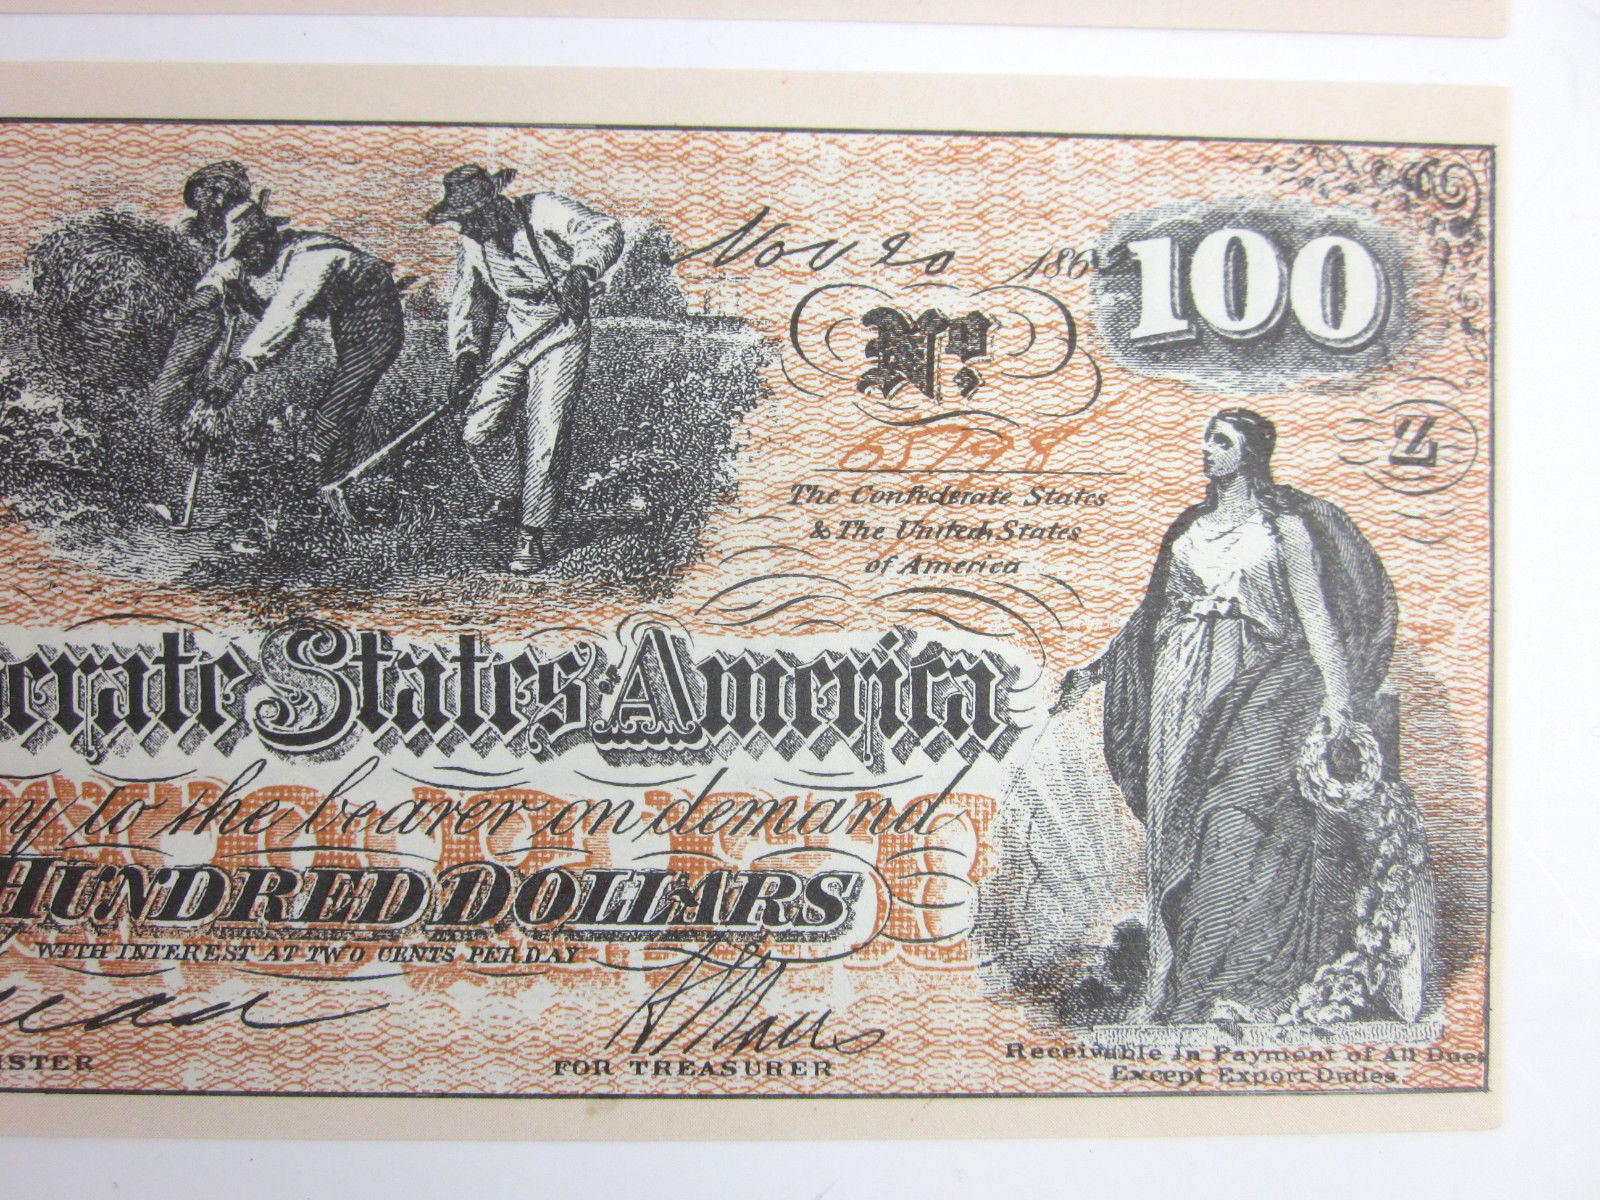 Nov 20 186
100
No.
Z
65798
The Confederate States
& The United States
of America
erate States America
y to the bearer on demand
HUNDRED DOLLARS
WITH INTEREST AT TWO CENTS PER DAY
FOR TREASURER
Receivable in Payment of All Dues
Except Export Duties.